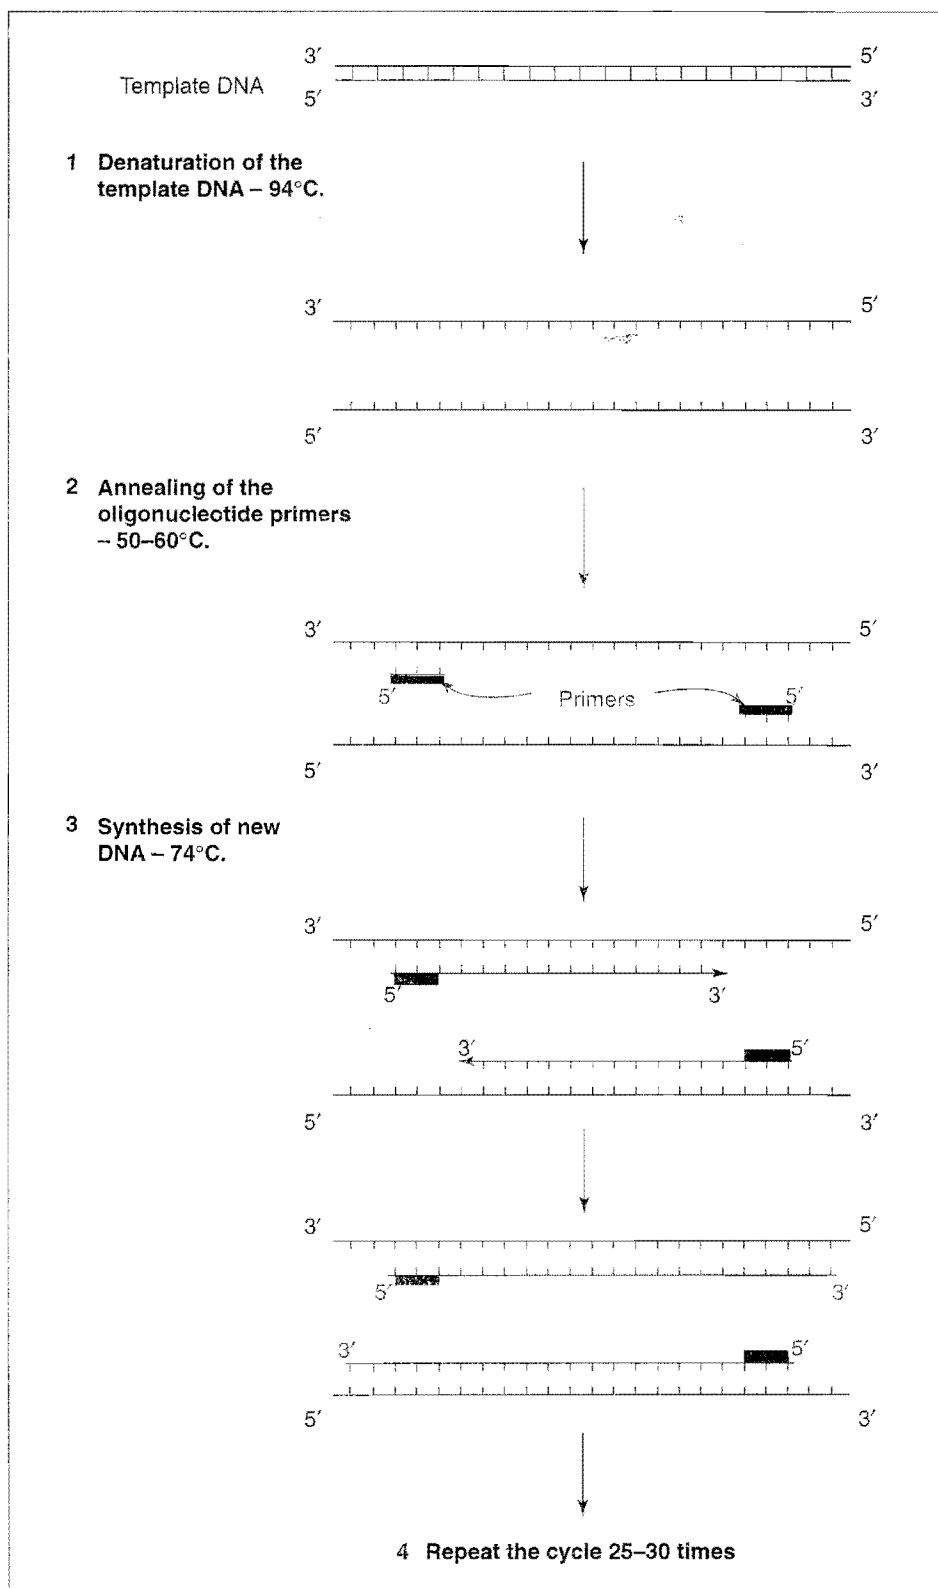 3′ 5′
Template DNA
5′ 3′
1 Denaturation of the
template DNA – 94°C.
3′ 5′
5′ 3′
2 Annealing of the
oligonucleotide primers
– 50–60°C.
3′ 5′
5′ Primers 5′
5′ 3′
3 Synthesis of new
DNA – 74°C.
3′ 5′
5′ 3′
3′ 5′
5′ 3′
3′ 5′
5′ 3′
3′ 5′
5′ 3′
4 Repeat the cycle 25–30 times